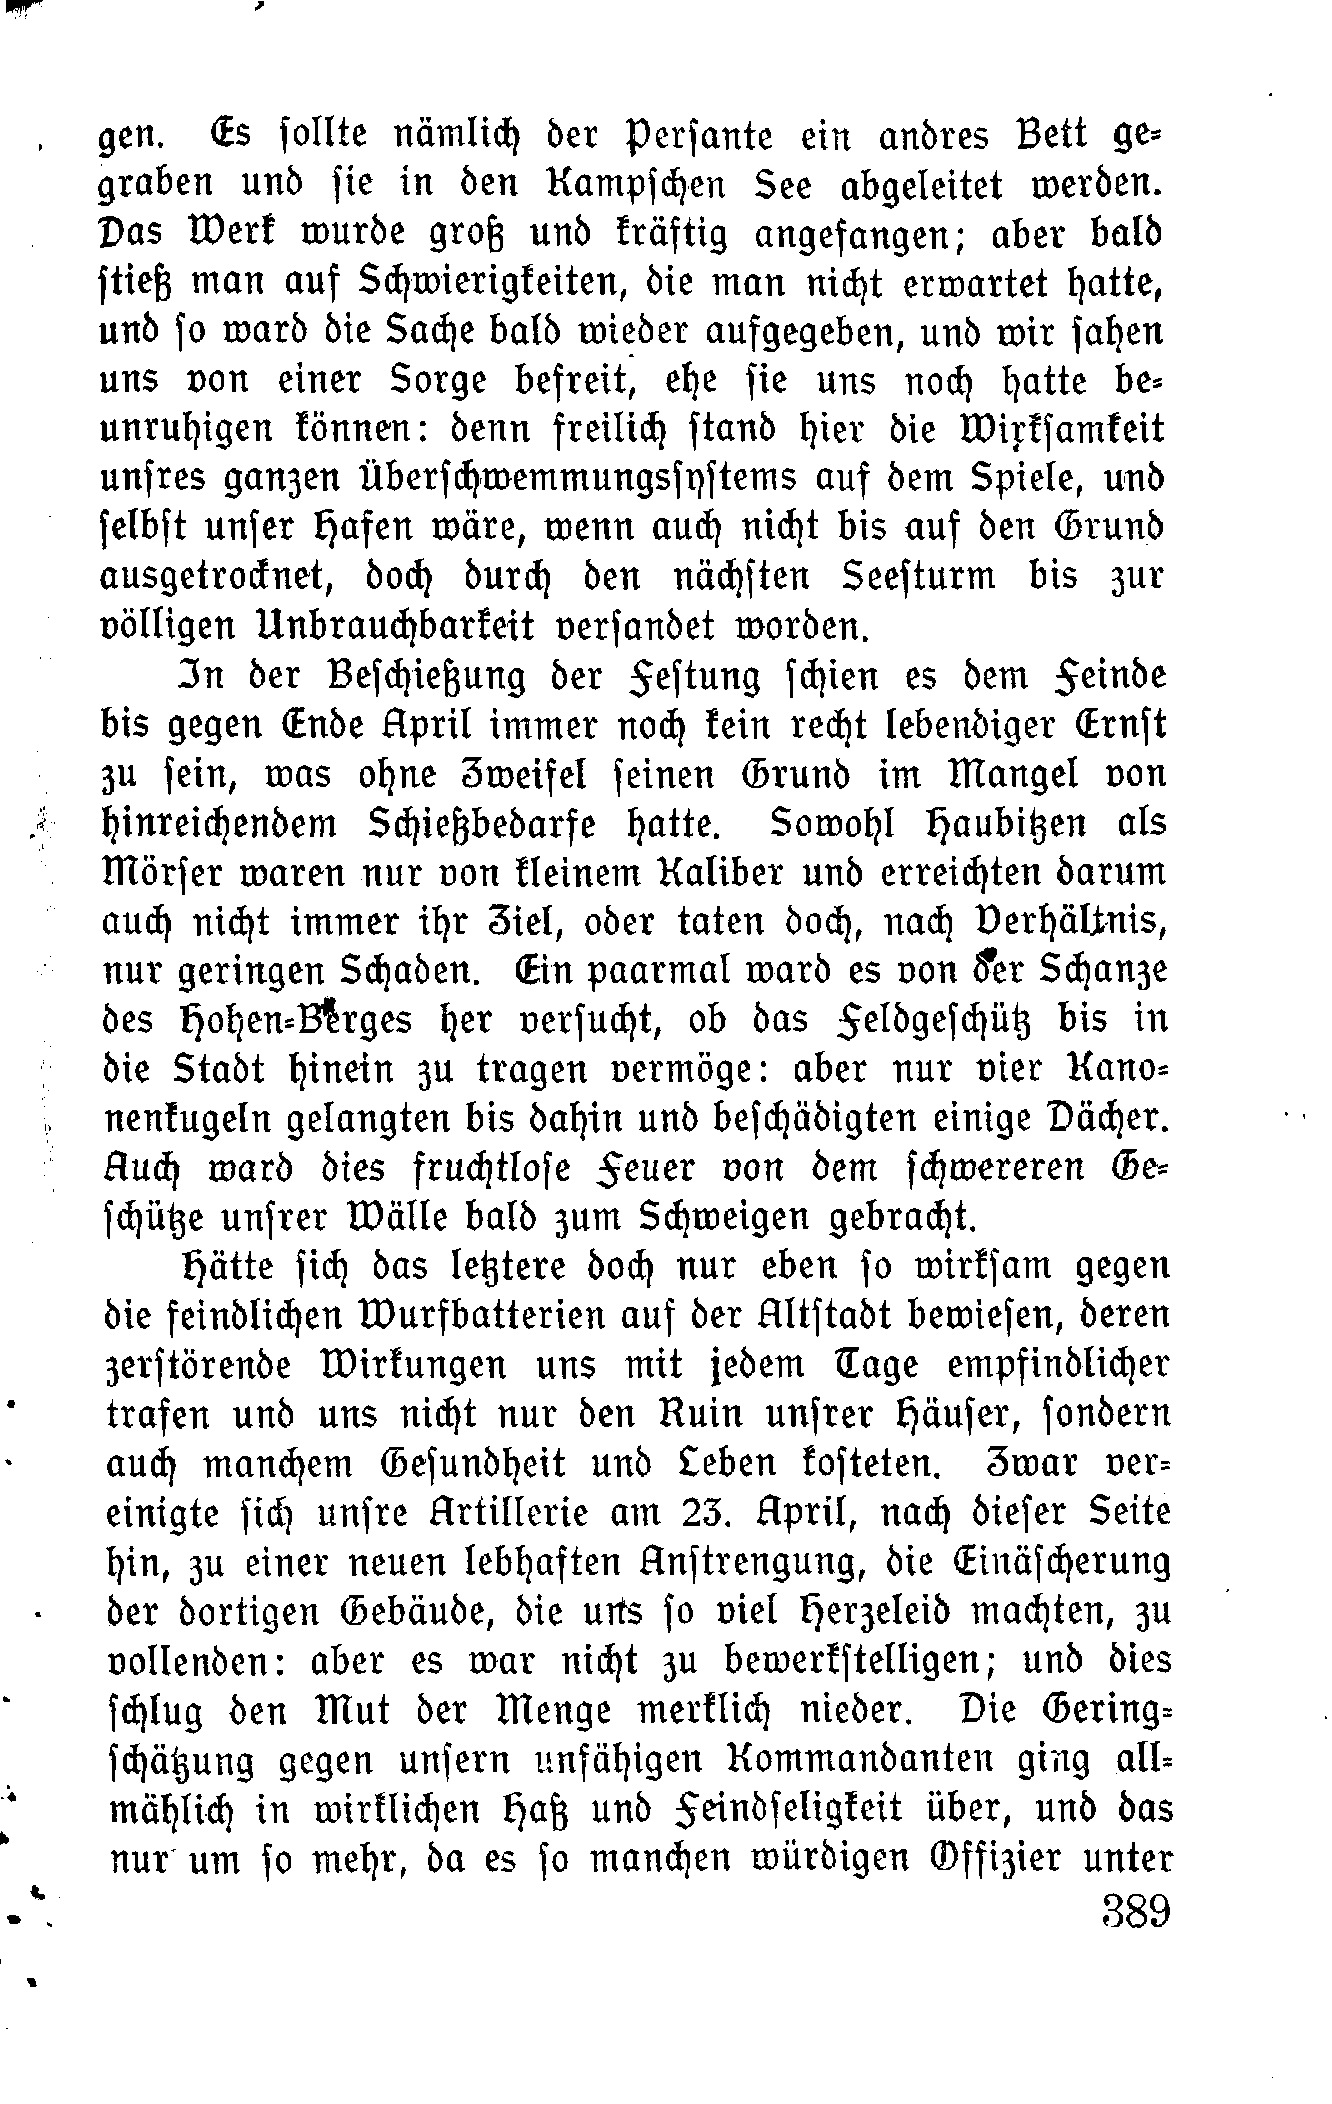 gen. Es sollte nämlich der Persante ein andres Bett ge-
graben und sie in den Kampschen See abgeleitet werden.
Das Werk wurde groß und kräftig angefangen; aber bald
stieß man auf Schwierigkeiten, die man nicht erwartet hatte,
und so ward die Sache bald wieder aufgegeben, und wir sahen
uns von einer Sorge befreit, ehe sie uns noch hatte be-
unruhigen können: denn freilich stand hier die Wirksamkeit
unsres ganzen Überschwemmungssystems auf dem Spiele, und
selbst unser Hafen wäre, wenn auch nicht bis auf den Grund
ausgetrocknet, doch durch den nächsten Seesturm bis zur
völligen Unbrauchbarkeit versandet worden.
In der Beschießung der Festung schien es dem Feinde
bis gegen Ende April immer noch kein recht lebendiger Ernst
zu sein, was ohne Zweifel seinen Grund im Mangel von
hinreichendem Schießbedarfe hatte. Sowohl Haubitzen als
Mörser waren nur von kleinem Kaliber und erreichten darum
auch nicht immer ihr Ziel, oder taten doch, nach Verhältnis,
nur geringen Schaden. Ein paarmal ward es von der Schanze
des Hohen-Berges her versucht, ob das Feldgeschütz bis in
die Stadt hinein zu tragen vermöge: aber nur vier Kano-
nenkugeln gelangten bis dahin und beschädigten einige Dächer.
Auch ward dies fruchtlose Feuer von dem schwereren Ge-
schütze unsrer Wälle bald zum Schweigen gebracht.
Hätte sich das letztere doch nur eben so wirksam gegen
die feindlichen Wurfbatterien auf der Altstadt bewiesen, deren
zerstörende Wirkungen uns mit jedem Tage empfindlicher
trafen und uns nicht nur den Ruin unsrer Häuser, sondern
auch manchem Gesundheit und Leben kosteten. Zwar ver-
einigte sich unsre Artillerie am 23. April, nach dieser Seite
hin, zu einer neuen lebhaften Anstrengung, die Einäscherung
der dortigen Gebäude, die uns so viel Herzeleid machten, zu
vollenden: aber es war nicht zu bewerkstelligen; und dies
schlug den Mut der Menge merklich nieder. Die Gering-
schätzung gegen unsern unfähigen Kommandanten ging all-
mählich in wirklichen Haß und Feindseligkeit über, und das
nur um so mehr, da es so manchen würdigen Offizier unter
389